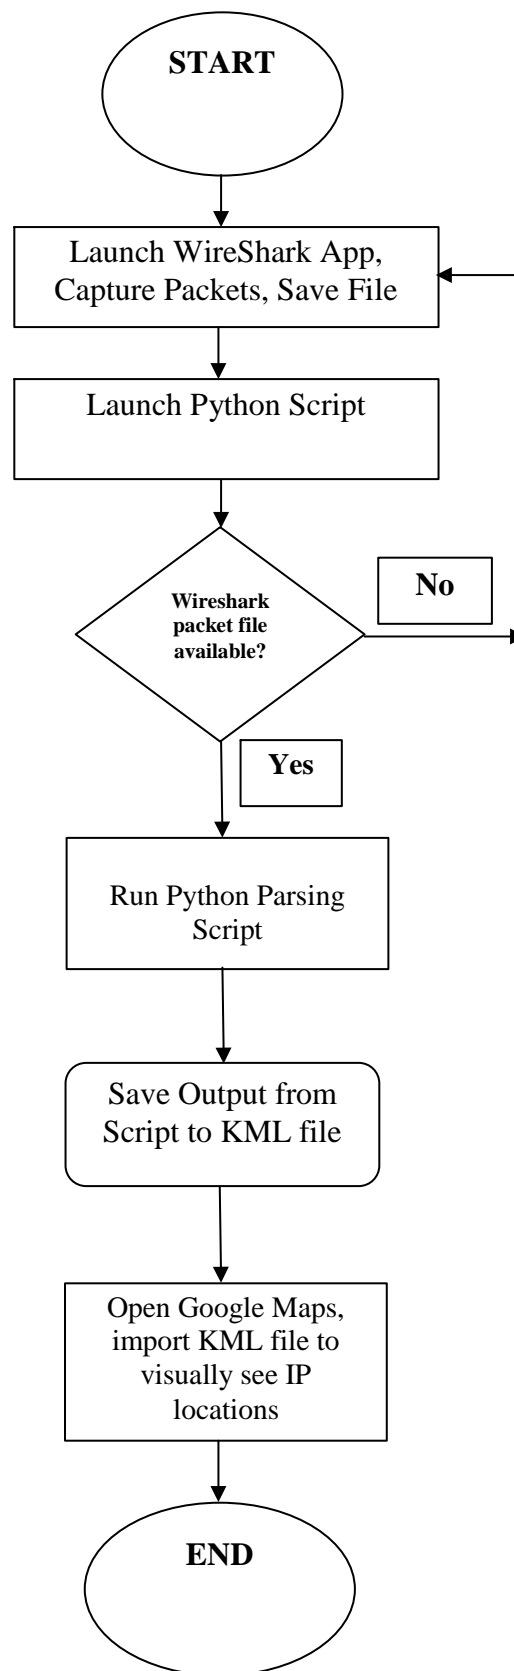 START
Launch WireShark App,
Capture Packets, Save File
Launch Python Script
Wireshark
packet file
available?
No
Yes
Run Python Parsing
Script
Save Output from
Script to KML file
Open Google Maps,
import KML file to
visually see IP
locations
END